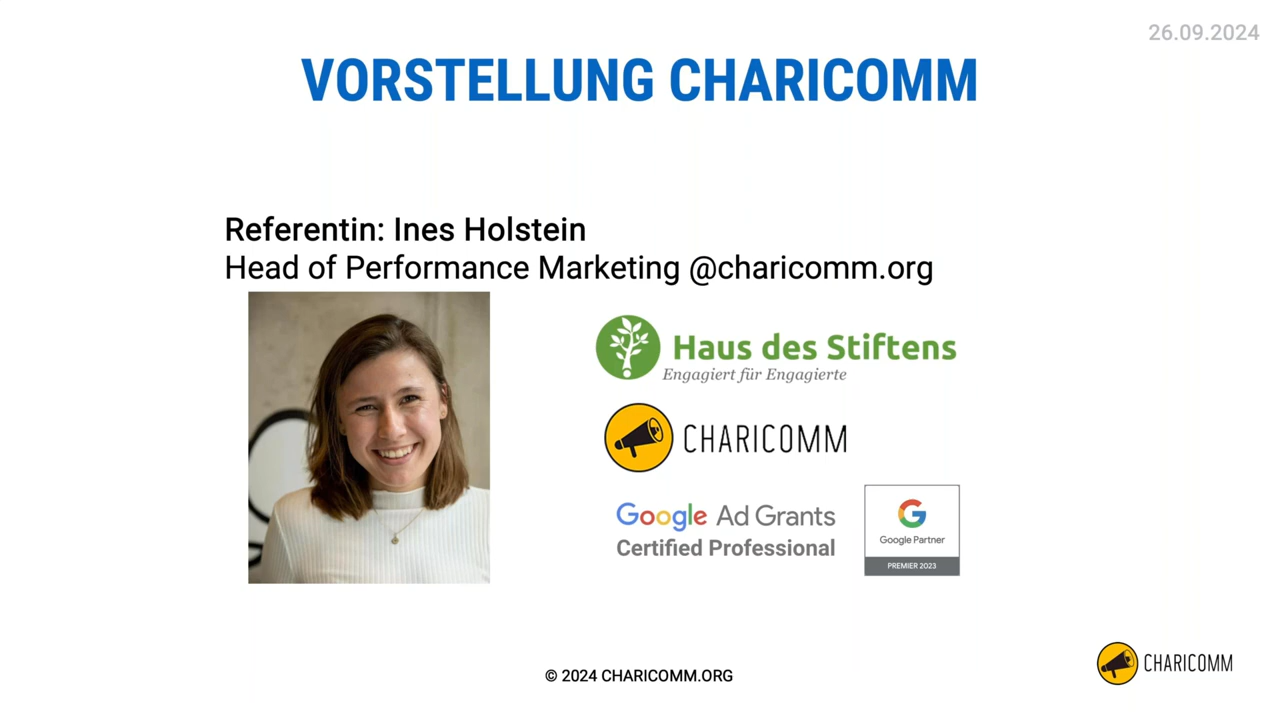 26.09.2024
VORSTELLUNG CHARICOMM
Referentin: Ines Holstein
Head of Performance Marketing @charicomm.org
Haus des Stiftens
Engagiert für Engagierte
CHARICOMM
Google Ad Grants
Certified Professional
G
Google Partner
PREMIER 2023
© 2024 CHARICOMM.ORG
CHARICOMM